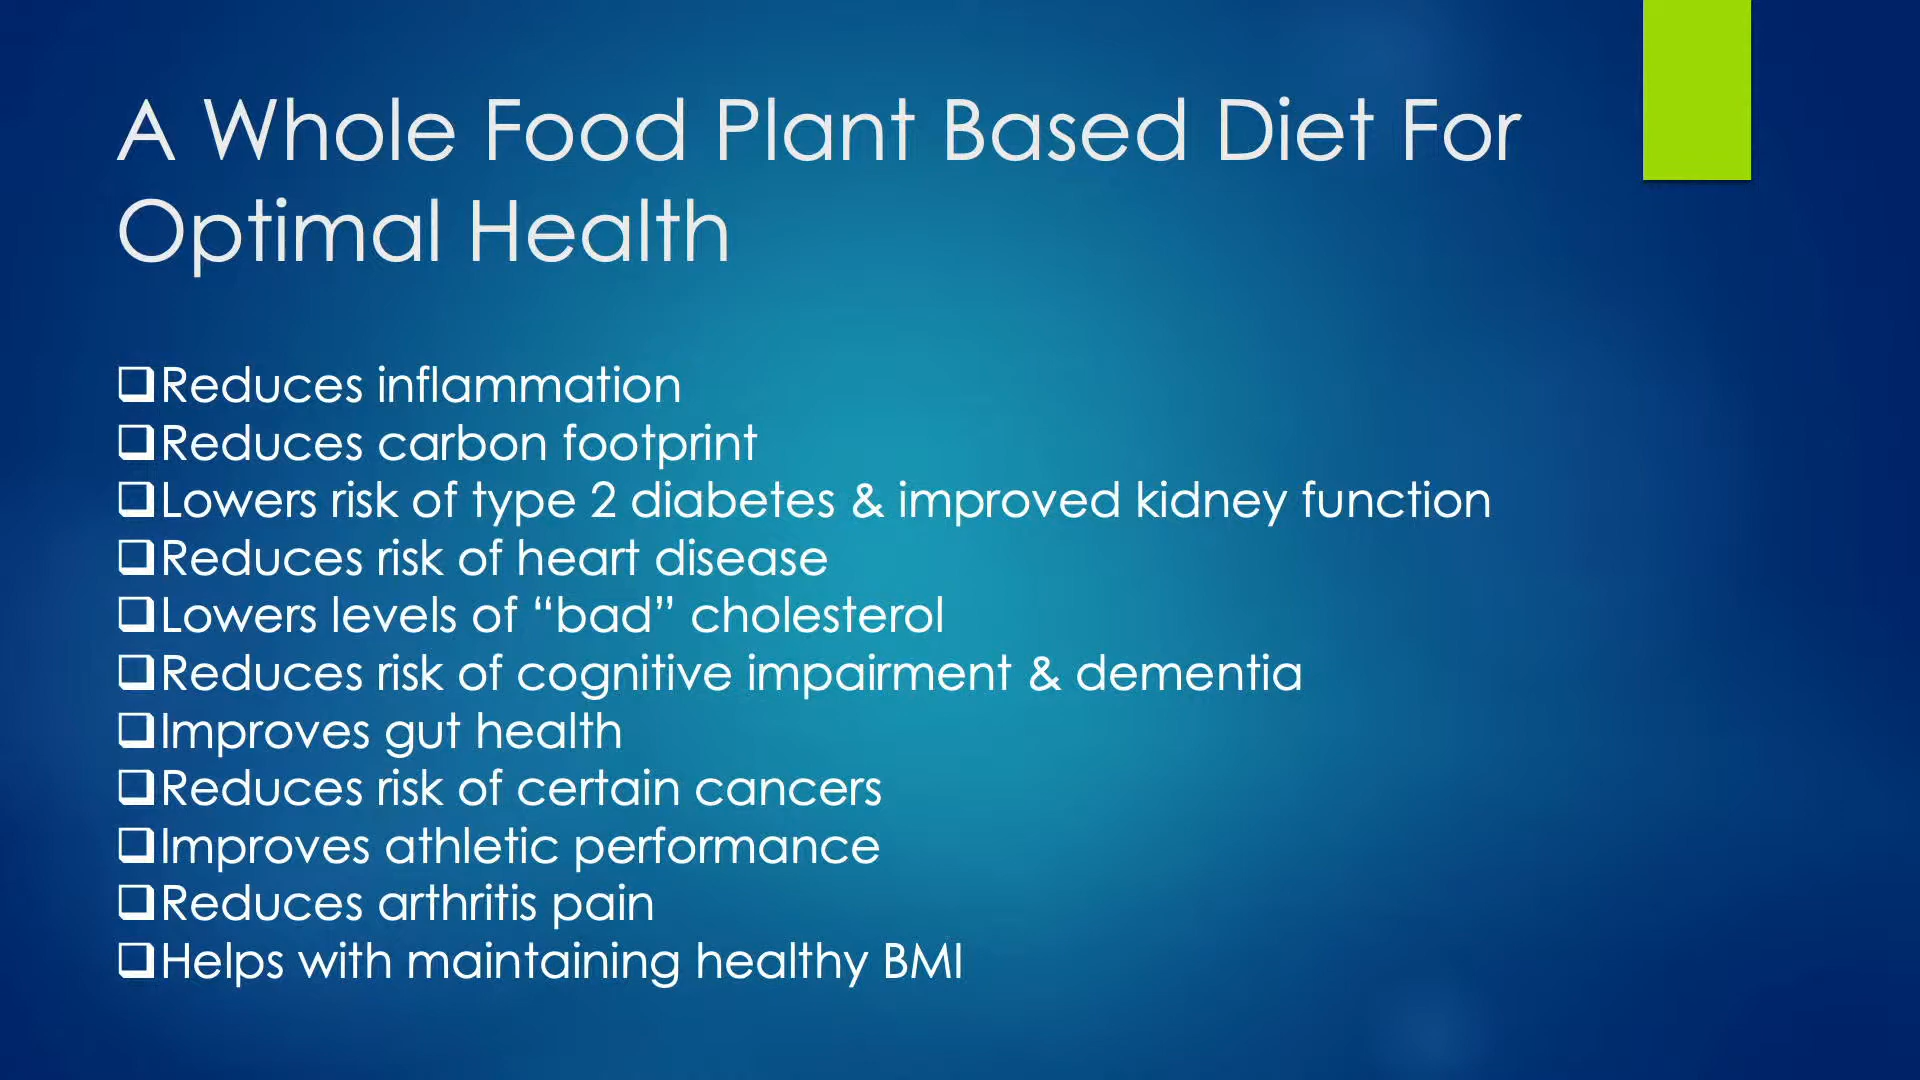 A Whole Food Plant Based Diet For
Optimal Health
❑Reduces inflammation
❑Reduces carbon footprint
❑Lowers risk of type 2 diabetes & improved kidney function
❑Reduces risk of heart disease
❑Lowers levels of “bad” cholesterol
❑Reduces risk of cognitive impairment & dementia
❑Improves gut health
❑Reduces risk of certain cancers
❑Improves athletic performance
❑Reduces arthritis pain
❑Helps with maintaining healthy BMI